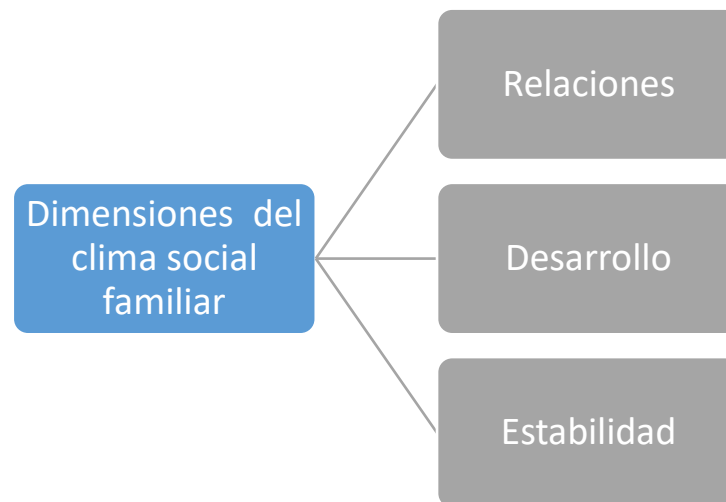 Dimensiones del
clima social
familiar
Relaciones
Desarrollo
Estabilidad